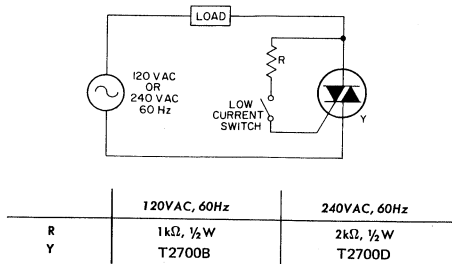 LOAD
R
120 VAC
OR
240 VAC
60 Hz
LOW
CURRENT
SWITCH
Y
120VAC, 60Hz 240VAC, 60Hz
R 1kΩ, ½W 2kΩ, ½W
Y T2700B T2700D